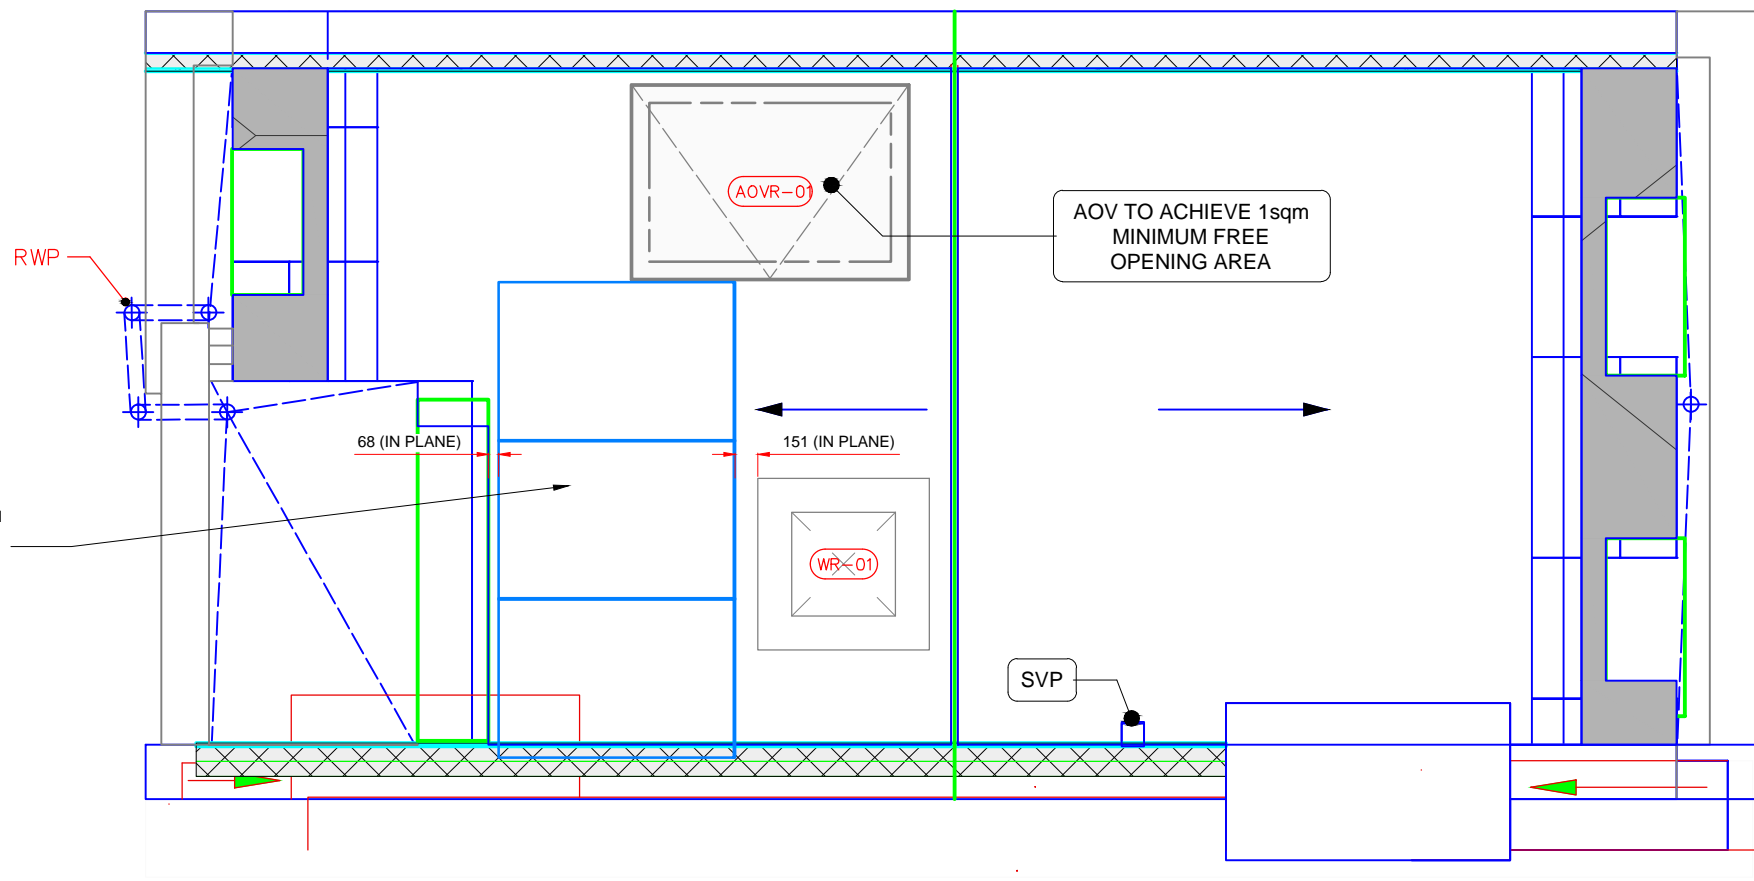 AOVR-01
AOV TO ACHIEVE 1sqm
MINIMUM FREE
OPENING AREA
RWP
68 (IN PLANE)
151 (IN PLANE)
WR-01
SVP